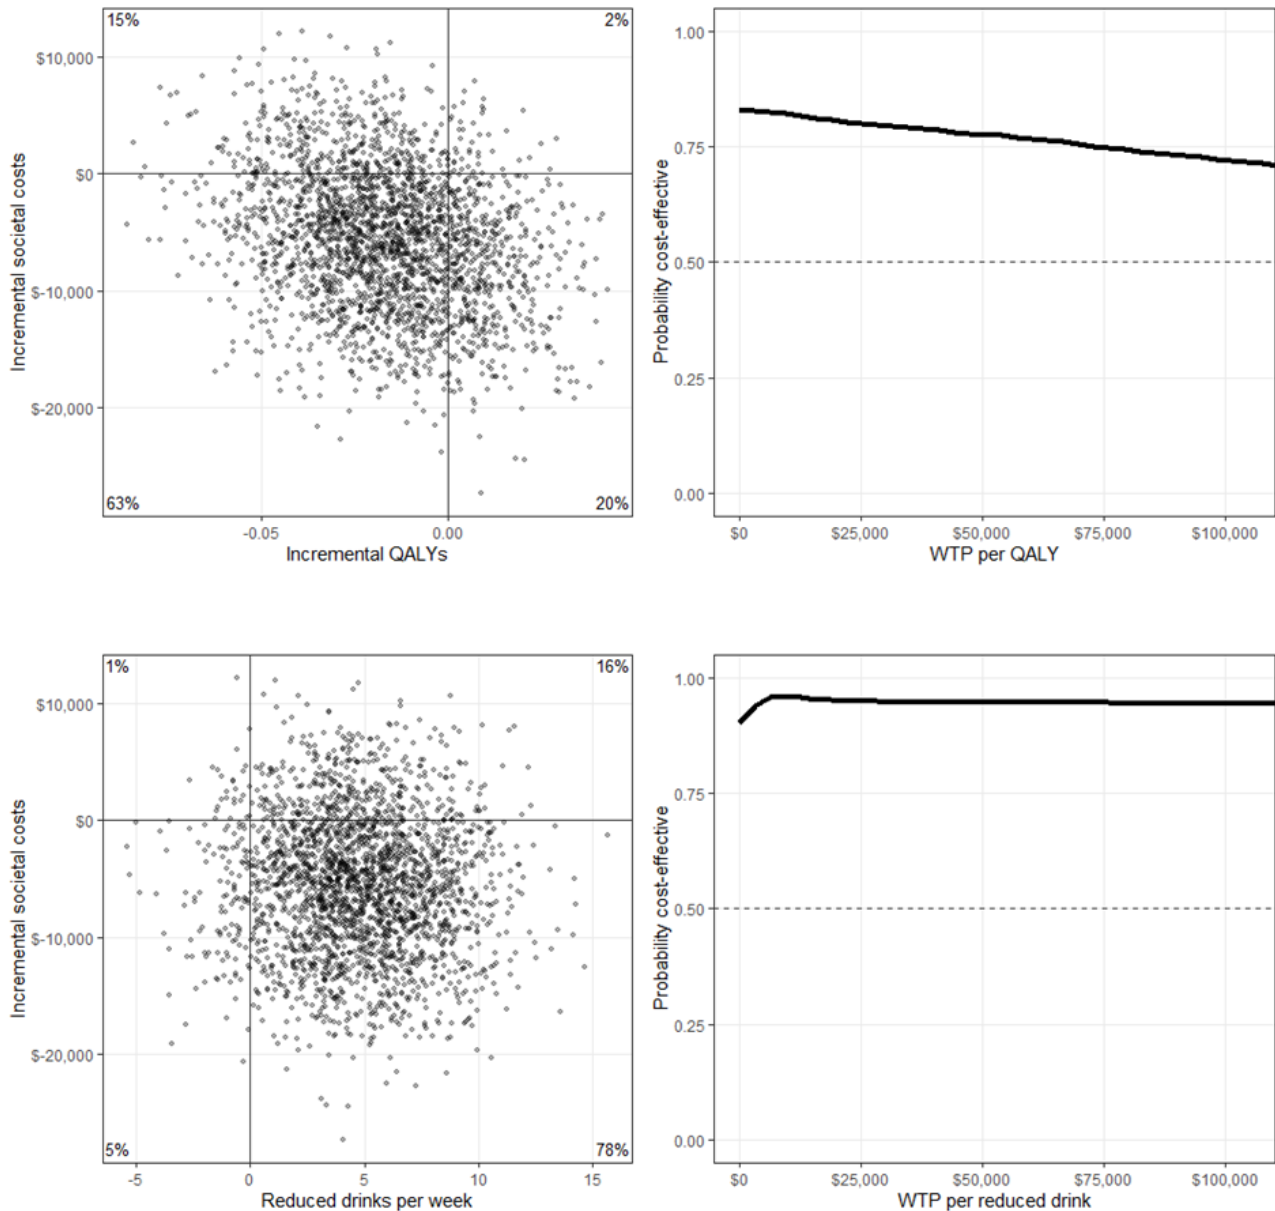 15% 2%
$10,000
$0
$-10,000
$-20,000
Incremental societal costs
63% 20%
-0.05 0.00
Incremental QALYs
1.00
0.75
0.50
0.25
0.00
Probability cost-effective
$0 $25,000 $50,000 $75,000 $100,000
WTP per QALY
1% 16%
$10,000
$0
$-10,000
$-20,000
Incremental societal costs
5% 78%
-5 0 5 10 15
Reduced drinks per week
1.00
0.75
0.50
0.25
0.00
Probability cost-effective
$0 $25,000 $50,000 $75,000 $100,000
WTP per reduced drink